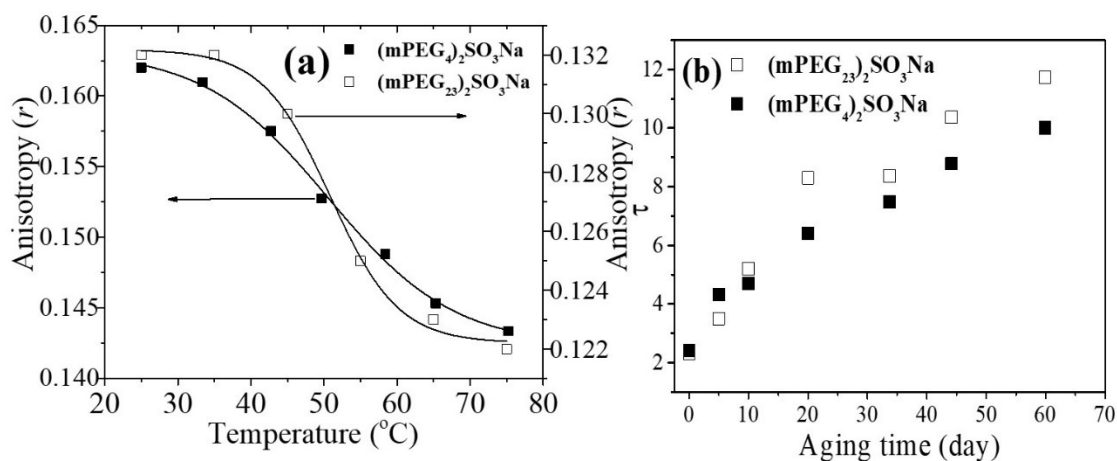 (a)
(mPEG₄)₂SO₃Na
(mPEG₂₃)₂SO₃Na
Anisotropy (r)
0.165
0.160
0.155
0.150
0.145
0.140
20 30 40 50 60 70 80
Temperature (°C)
0.132
0.130
0.128
0.126
0.124
0.122
Anisotropy (r)
(b)
(mPEG₂₃)₂SO₃Na
(mPEG₄)₂SO₃Na
τ
12
10
8
6
4
2
0 10 20 30 40 50 60 70
Aging time (day)